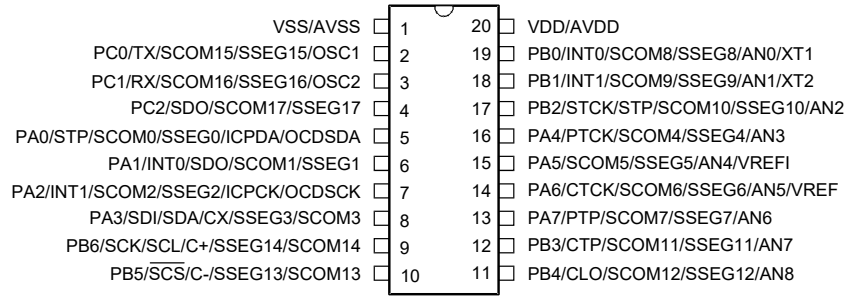 VSS/AVSS 1 20 VDD/AVDD
PC0/TX/SCOM15/SSEG15/OSC1 2 19 PB0/INT0/SCOM8/SSEG8/AN0/XT1
PC1/RX/SCOM16/SSEG16/OSC2 3 18 PB1/INT1/SCOM9/SSEG9/AN1/XT2
PC2/SDO/SCOM17/SSEG17 4 17 PB2/STCK/STP/SCOM10/SSEG10/AN2
PA0/STP/SCOM0/SSEG0/ICPDA/OCDSDA 5 16 PA4/PTCK/SCOM4/SSEG4/AN3
PA1/INT0/SDO/SCOM1/SSEG1 6 15 PA5/SCOM5/SSEG5/AN4/VREFI
PA2/INT1/SCOM2/SSEG2/ICPCK/OCDSCK 7 14 PA6/CTCK/SCOM6/SSEG6/AN5/VREF
PA3/SDI/SDA/CX/SSEG3/SCOM3 8 13 PA7/PTP/SCOM7/SSEG7/AN6
PB6/SCK/SCL/C+/SSEG14/SCOM14 9 12 PB3/CTP/SCOM11/SSEG11/AN7
PB5/S̅C̅S̅/C-/SSEG13/SCOM13 10 11 PB4/CLO/SCOM12/SSEG12/AN8